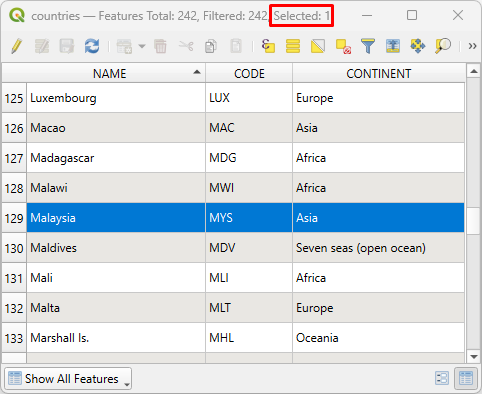 countries — Features Total: 242, Filtered: 242, Selected: 1
NAME CODE CONTINENT
125 Luxembourg LUX Europe
126 Macao MAC Asia
127 Madagascar MDG Africa
128 Malawi MWI Africa
129 Malaysia MYS Asia
130 Maldives MDV Seven seas (open ocean)
131 Mali MLI Africa
132 Malta MLT Europe
133 Marshall Is. MHL Oceania
Show All Features